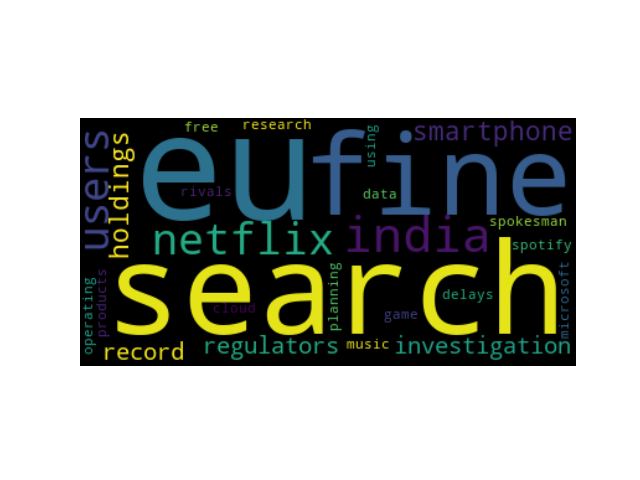 free
research
using
smartphone
users
holdings
eu
fine
rivals
data
netflix
india
spokesman
spotify
search
operating
products
cloud
planning
delays
game
microsoft
record
regulators
music
investigation